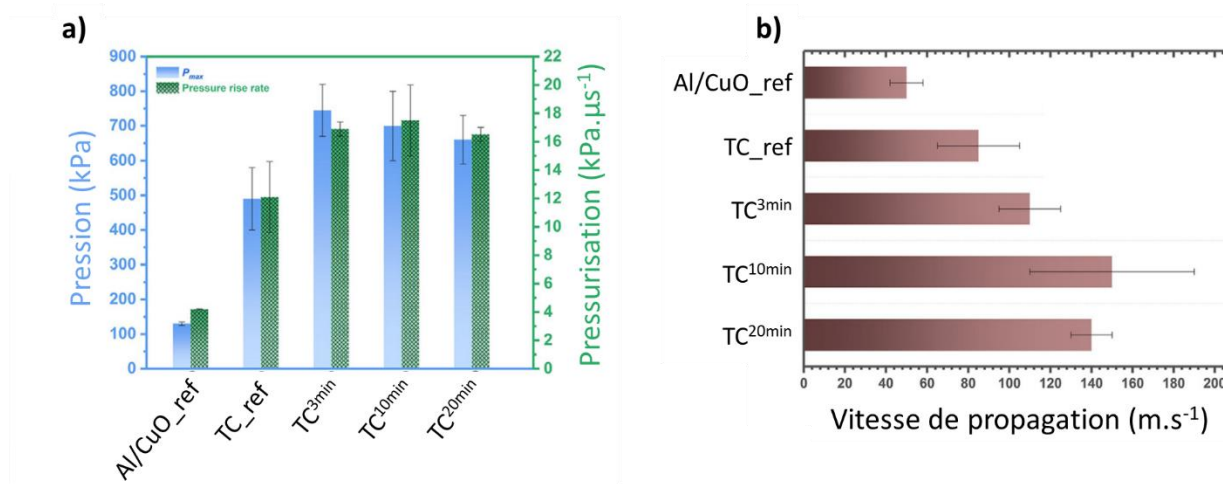 a)
P_max
Pressure rise rate
Pression (kPa)
900
800
700
600
500
400
300
200
100
0
22
20
18
16
14
12
10
8
6
4
2
0
Pressurisation (kPa.µs⁻¹)
Al/CuO_ref
TC_ref
TC³ᵐⁱⁿ
TC¹⁰ᵐⁱⁿ
TC²⁰ᵐⁱⁿ
b)
Al/CuO_ref
TC_ref
TC³ᵐⁱⁿ
TC¹⁰ᵐⁱⁿ
TC²⁰ᵐⁱⁿ
0 20 40 60 80 100 120 140 160 180 200
Vitesse de propagation (m.s⁻¹)